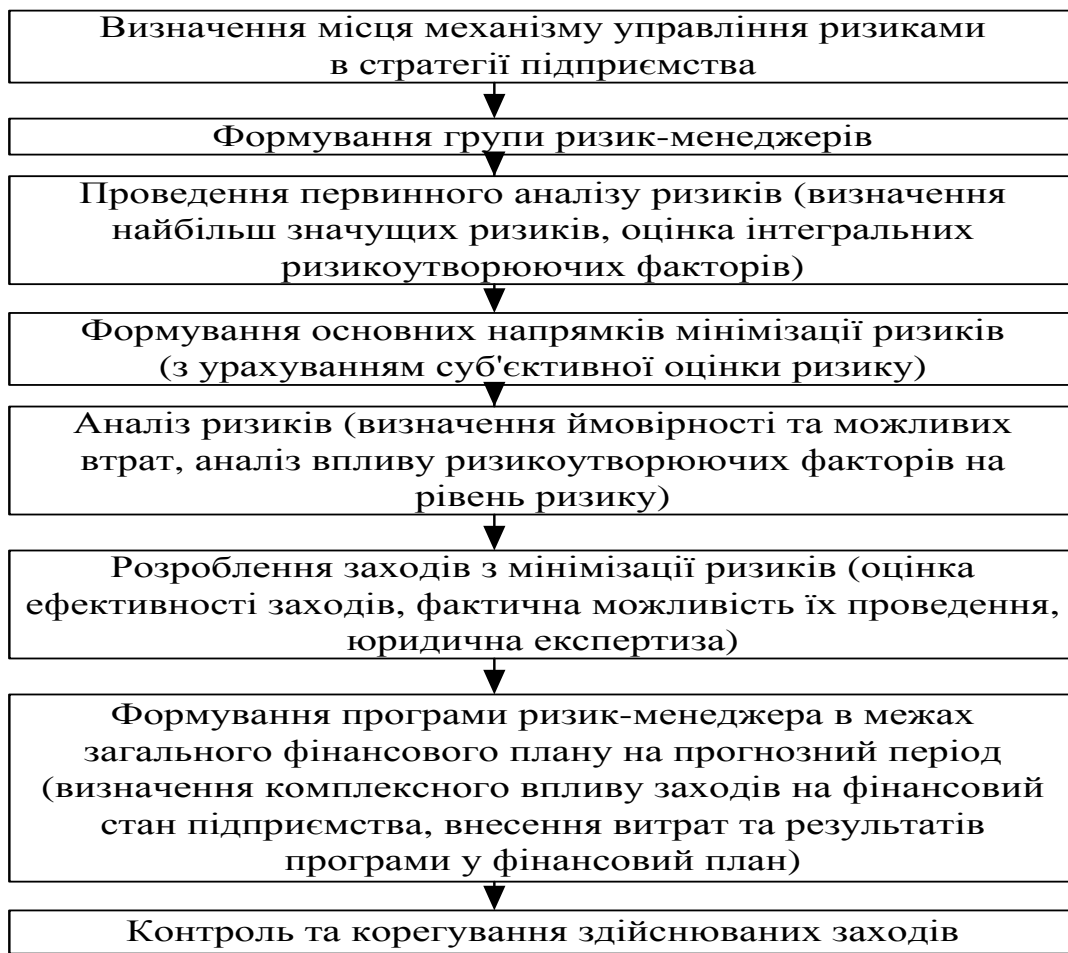 Визначення місця механізму управління ризиками
в стратегії підприємства
Формування групи ризик-менеджерів
Проведення первинного аналізу ризиків (визначення
найбільш значущих ризиків, оцінка інтегральних
ризикоутворюючих факторів)
Формування основних напрямків мінімізації ризиків
(з урахуванням суб'єктивної оцінки ризику)
Аналіз ризиків (визначення ймовірності та можливих
втрат, аналіз впливу ризикоутворюючих факторів на
рівень ризику)
Розроблення заходів з мінімізації ризиків (оцінка
ефективності заходів, фактична можливість їх проведення,
юридична експертиза)
Формування програми ризик-менеджера в межах
загального фінансового плану на прогнозний період
(визначення комплексного впливу заходів на фінансовий
стан підприємства, внесення витрат та результатів
програми у фінансовий план)
Контроль та корегування здійснюваних заходів